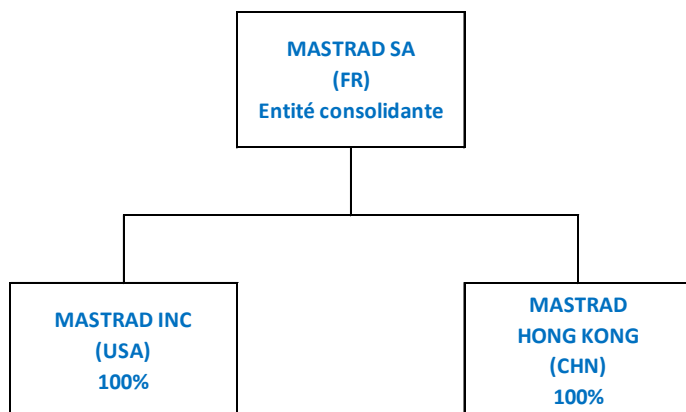 MASTRAD SA
(FR)
Entité consolidante
MASTRAD INC
(USA)
100%
MASTRAD
HONG KONG
(CHN)
100%